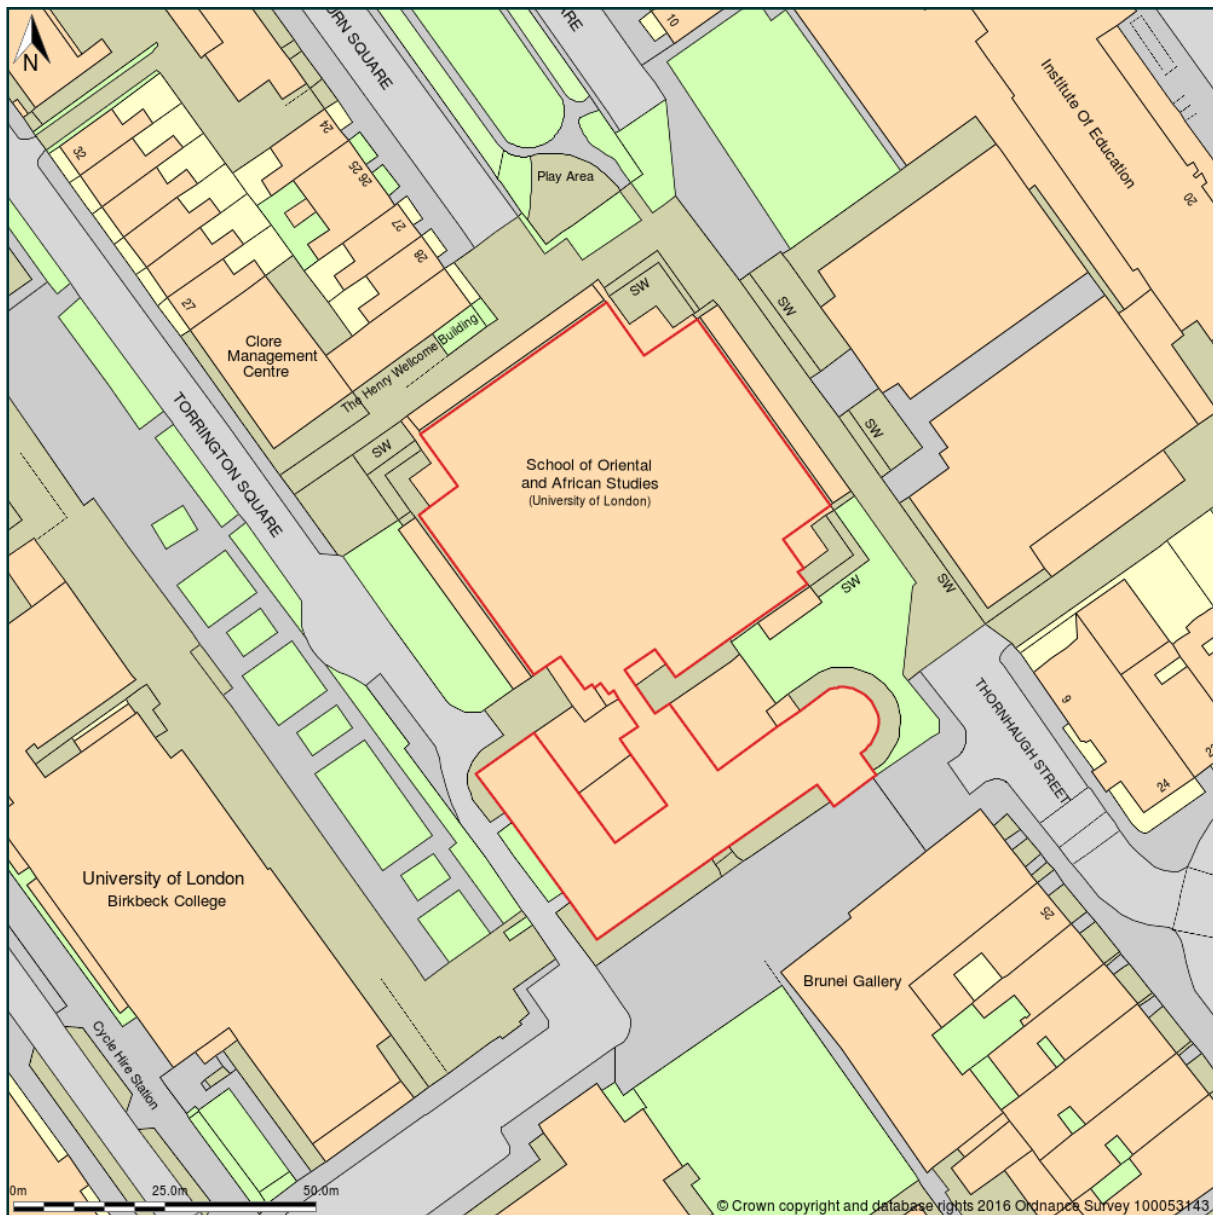 N
URN SQUARE
ARE
10
Institute Of Education
20
32
24
26 25
27
28
27
Play Area
SW
SW
SW
SW
SW
SW
Clore
Management
Centre
The Henry Wellcome Building
TORRINGTON SQUARE
School of Oriental
and African Studies
(University of London)
THORNHAUGH STREET
9
24
University of London
Birkbeck College
25
Brunei Gallery
Cycle Hire Station
0m 25.0m 50.0m
© Crown copyright and database rights 2016 Ordnance Survey 100053143